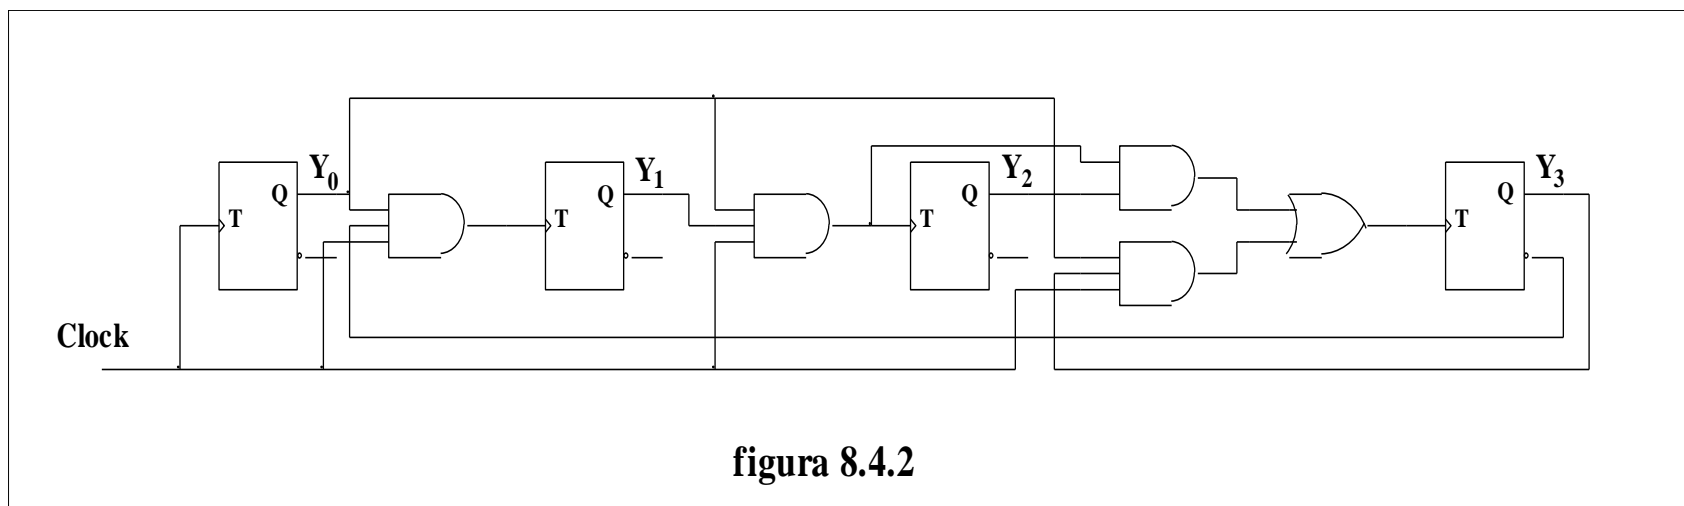 Y0 Y1 Y2 Y3
Q Q Q Q
T T T T
Clock
figura 8.4.2